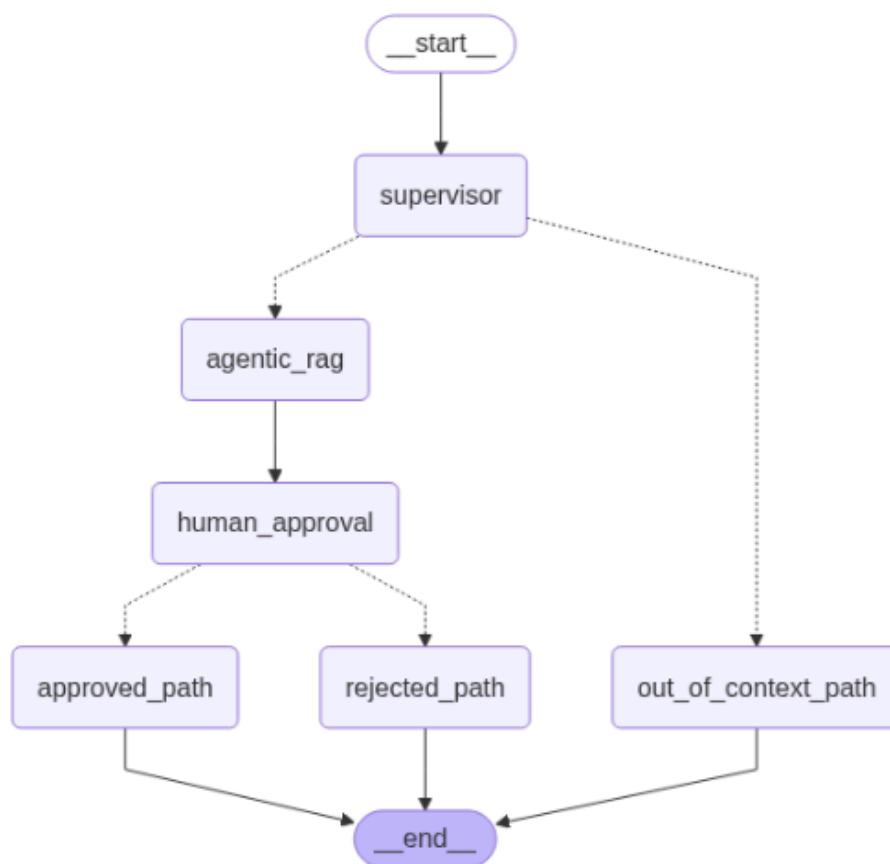 __start__
supervisor
agentic_rag
human_approval
approved_path
rejected_path
out_of_context_path
__end__